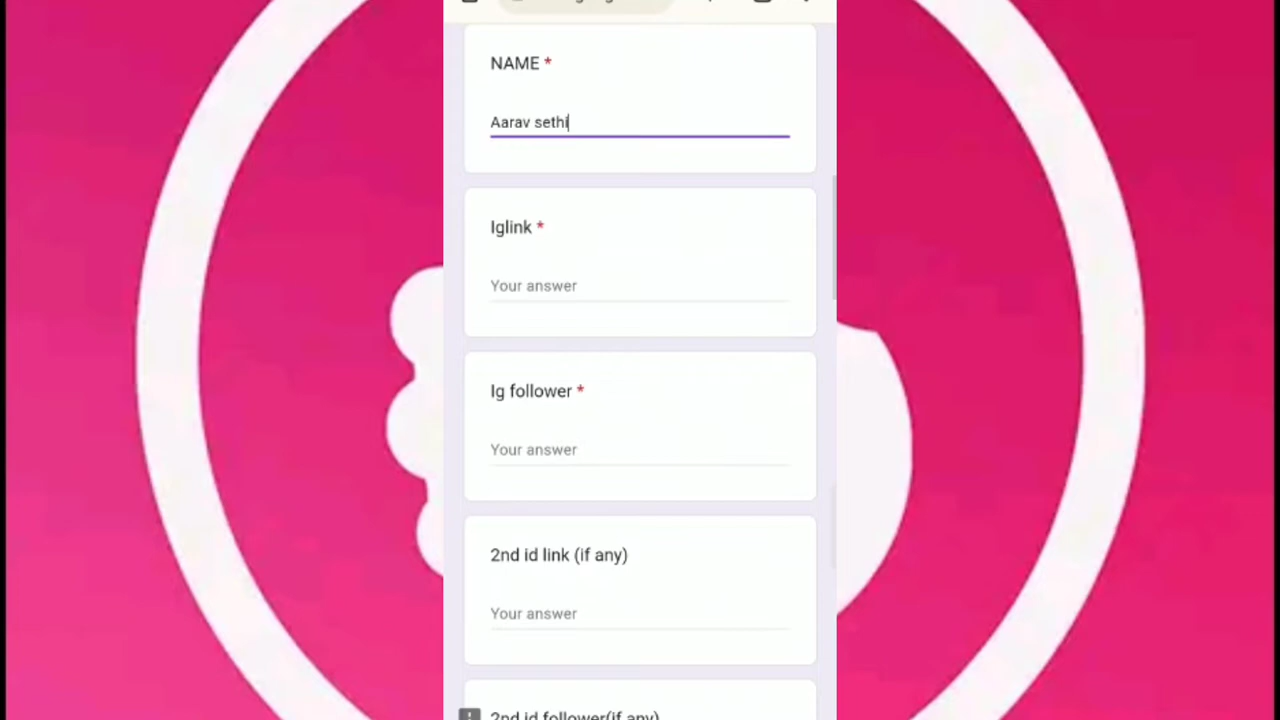 NAME *
Aarav sethi
Iglink *
Your answer
Ig follower *
Your answer
2nd id link (if any)
Your answer
2nd id follower(if any)